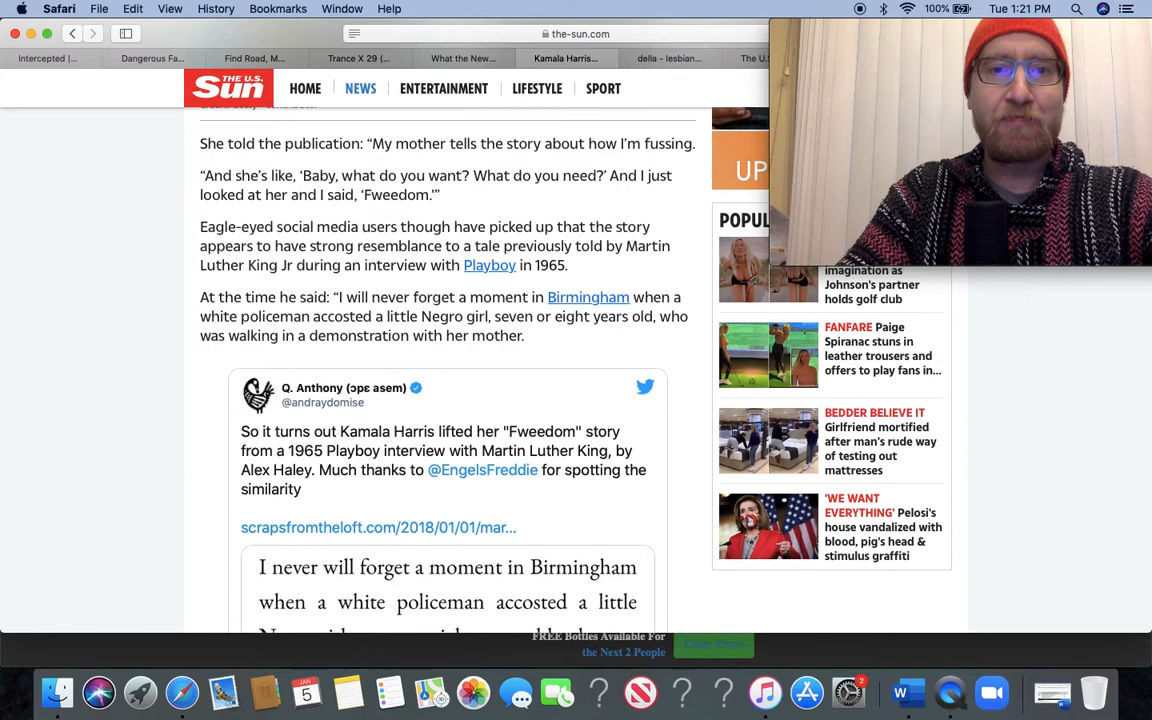 Safari File Edit View History Bookmarks Window Help
100% Tue 1:21 PM
the-sun.com
Intercepted |... Dangerous Fa... Find Road, M... Trance X 29 (... What the New... Kamala Harris... della - lesbian... The U.S
THE U.S.
Sun
HOME NEWS ENTERTAINMENT LIFESTYLE SPORT
She told the publication: “My mother tells the story about how I’m fussing.
“And she’s like, ‘Baby, what do you want? What do you need?’ And I just
looked at her and I said, ‘Fweedom.’”
Eagle-eyed social media users though have picked up that the story
appears to have strong resemblance to a tale previously told by Martin
Luther King Jr during an interview with Playboy in 1965.
At the time he said: “I will never forget a moment in Birmingham when a
white policeman accosted a little Negro girl, seven or eight years old, who
was walking in a demonstration with her mother.
Q. Anthony (ɔpɛ asem)
@andraydomise
So it turns out Kamala Harris lifted her "Fweedom" story
from a 1965 Playboy interview with Martin Luther King, by
Alex Haley. Much thanks to @EngelsFreddie for spotting the
similarity
scrapsfromtheloft.com/2018/01/01/mar...
I never will forget a moment in Birmingham
when a white policeman accosted a little
UP
POPUL
imagination as
Johnson's partner
holds golf club
FANFARE Paige
Spiranac stuns in
leather trousers and
offers to play fans in...
BEDDER BELIEVE IT
Girlfriend mortified
after man's rude way
of testing out
mattresses
'WE WANT
EVERYTHING' Pelosi's
house vandalized with
blood, pig's head &
stimulus graffiti
FREE Bottles Available For
the Next 2 People
JAN
5
2